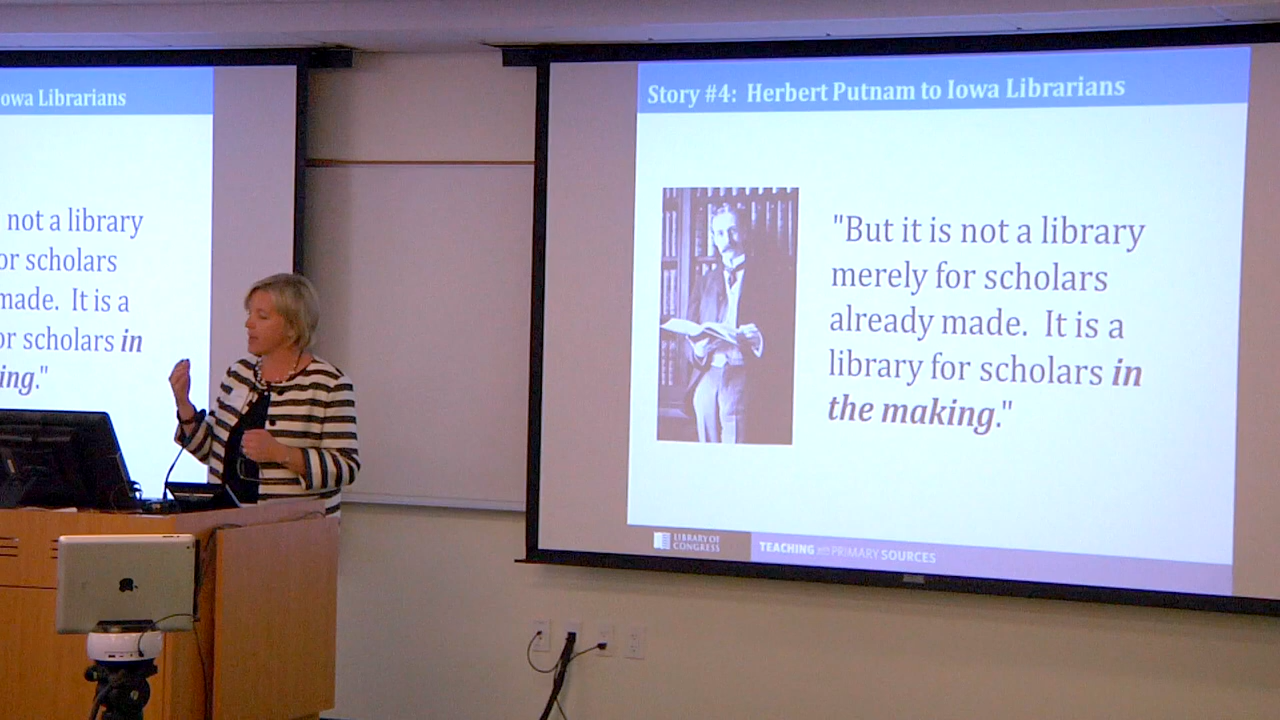 owa Librarians
not a library
or scholars
made. It is a
or scholars in
ing."
Story #4: Herbert Putnam to Iowa Librarians
"But it is not a library
merely for scholars
already made. It is a
library for scholars in
the making."
LIBRARY OF
CONGRESS
TEACHING with PRIMARY SOURCES